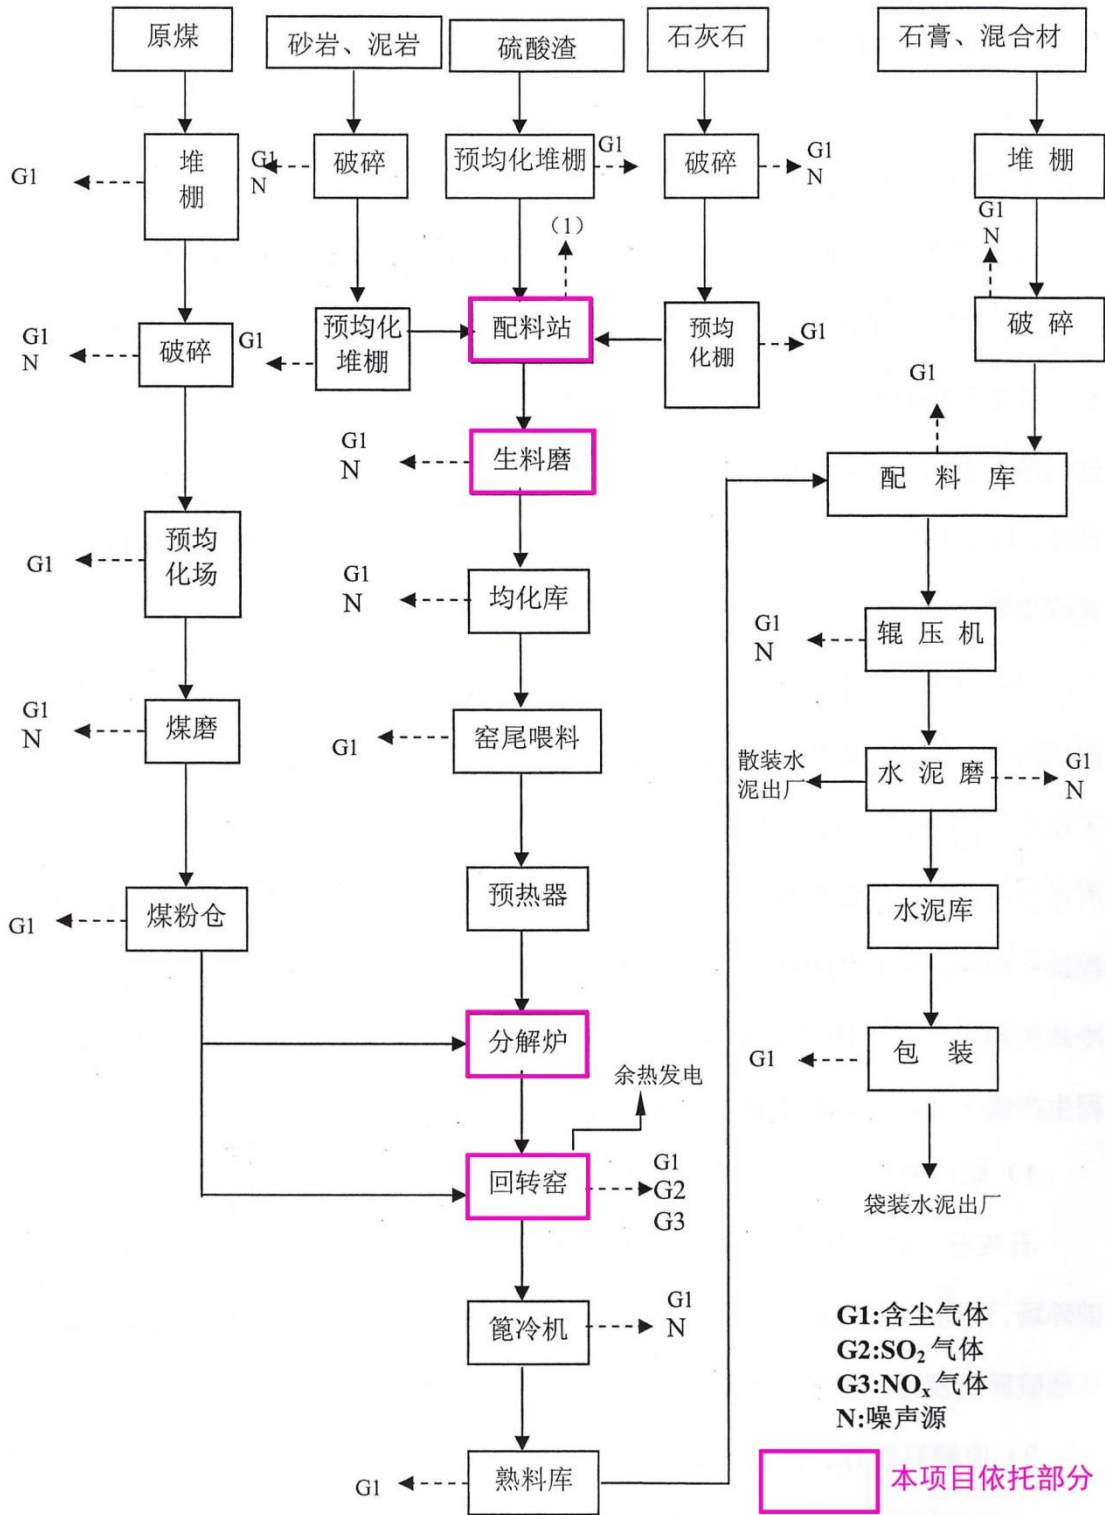 原煤
砂岩、泥岩
硫酸渣
石灰石
石膏、混合材
堆
棚
G1
破碎
G1
N
预均化堆棚
G1
破碎
G1
N
堆 棚
G1
N
(1)
破碎
G1
N
预均化
堆棚
G1
配料站
预均
化棚
G1
破 碎
G1
生料磨
G1
N
配 料 库
预均
化场
G1
均化库
G1
N
辊 压 机
G1
N
煤磨
G1
N
窑尾喂料
G1
散装水
泥出厂
水 泥 磨
G1
N
煤粉仓
G1
预热器
水泥库
分解炉
余热发电
包 装
G1
回转窑
G1
G2
G3
袋装水泥出厂
篦冷机
G1
N
熟料库
G1
G1:含尘气体
G2:SO₂ 气体
G3:NOₓ 气体
N:噪声源
本项目依托部分